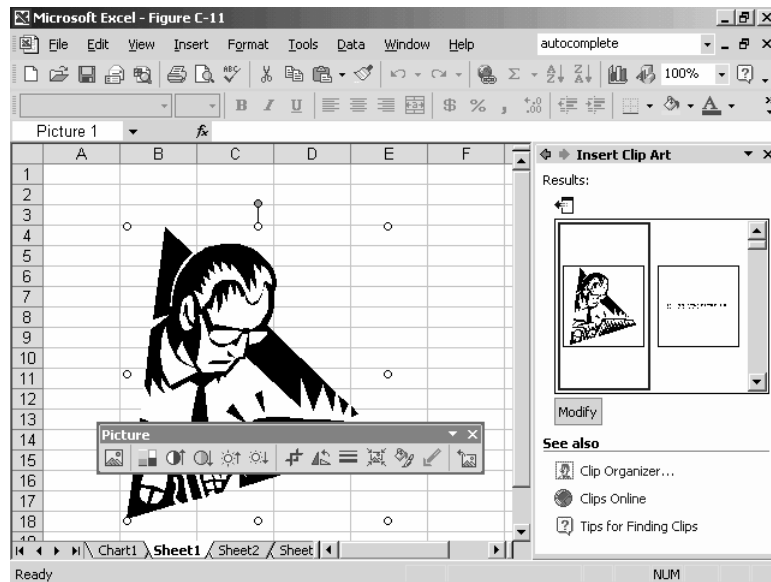 Microsoft Excel - Figure C-11
File Edit View Insert Format Tools Data Window Help autocomplete
ABC 100%
B I U $ % ,
Picture 1 fx
A B C D E F
Insert Clip Art
Results:
1
2
3
4
5
6
7
8
9
10
11
12
13
14
15
16
17
18
19
Picture
Modify
See also
Clip Organizer...
Clips Online
Tips for Finding Clips
Chart1 Sheet1 Sheet2 Sheet
Ready NUM